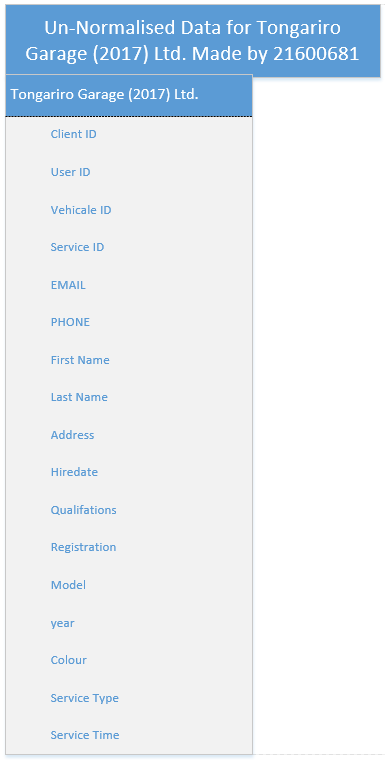 Un-Normalised Data for Tongariro
Garage (2017) Ltd. Made by 21600681
Tongariro Garage (2017) Ltd.
Client ID
User ID
Vehicale ID
Service ID
EMAIL
PHONE
First Name
Last Name
Address
Hiredate
Qualifations
Registration
Model
year
Colour
Service Type
Service Time